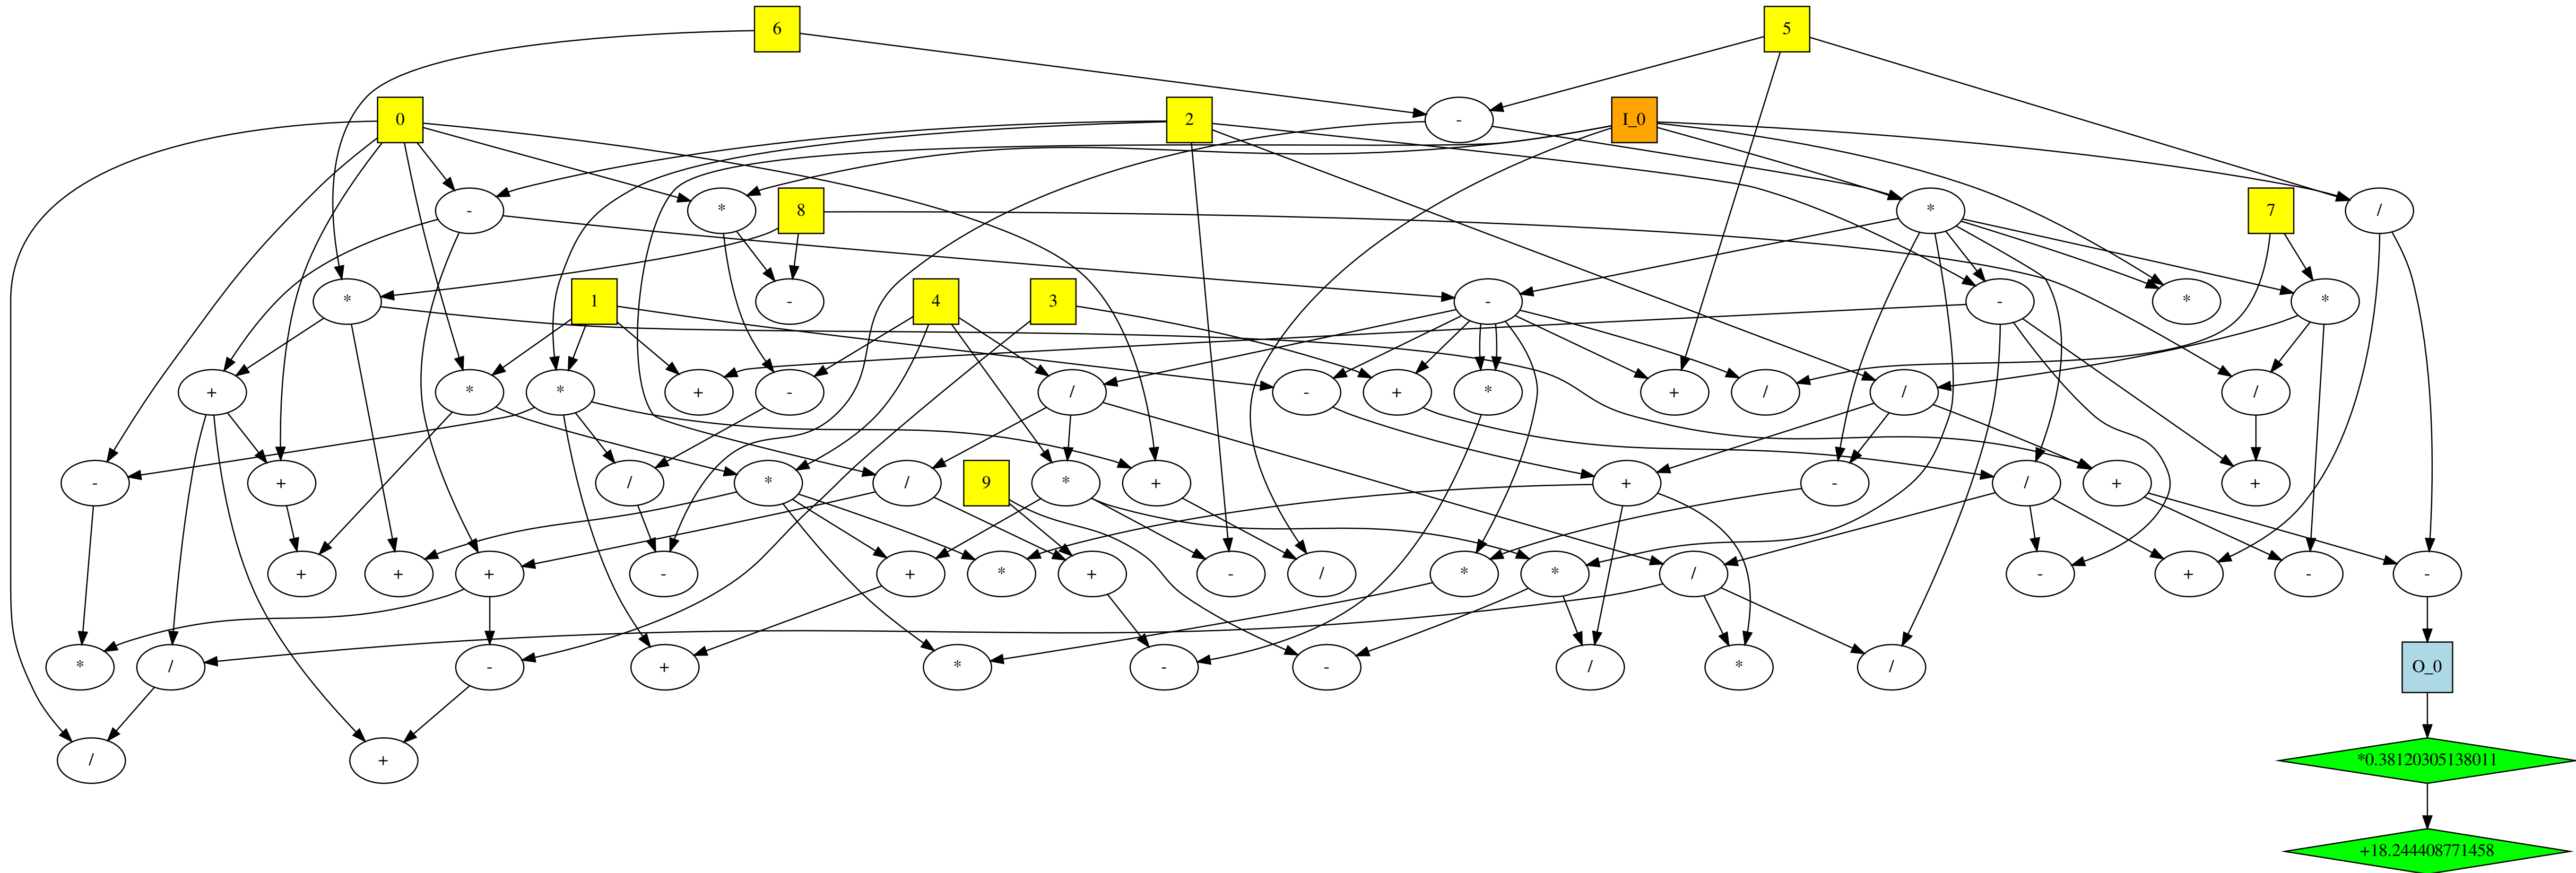 6 5
0 2 - I_0
- * 8 * 7 /
* 1 - 4 3 - - * *
+ * * + - / - + * + / / /
- + / * / 9 * + + - / + +
+ + + - + * + - / * * / - + - -
* / - + * - - / * / O_0
/ + *0.38120305138011
+18.244408771458